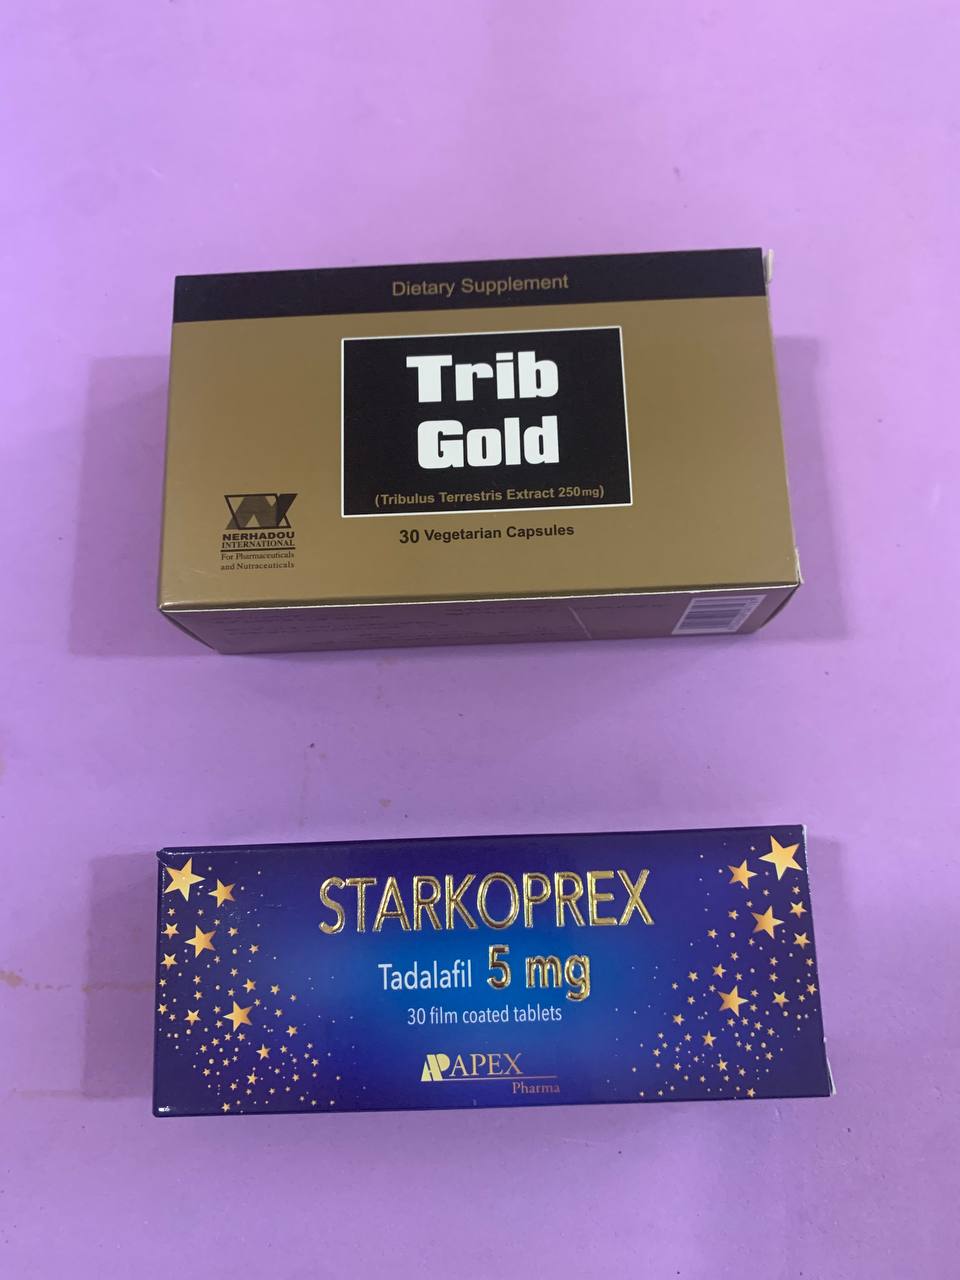 Dietary Supplement
Trib
Gold
(Tribulus Terrestris Extract 250mg)
30 Vegetarian Capsules
NERHADOU
INTERNATIONAL
For Pharmaceuticals
and Nutraceuticals
STARKOPREX
Tadalafil 5 mg
30 film coated tablets
APEX
Pharma